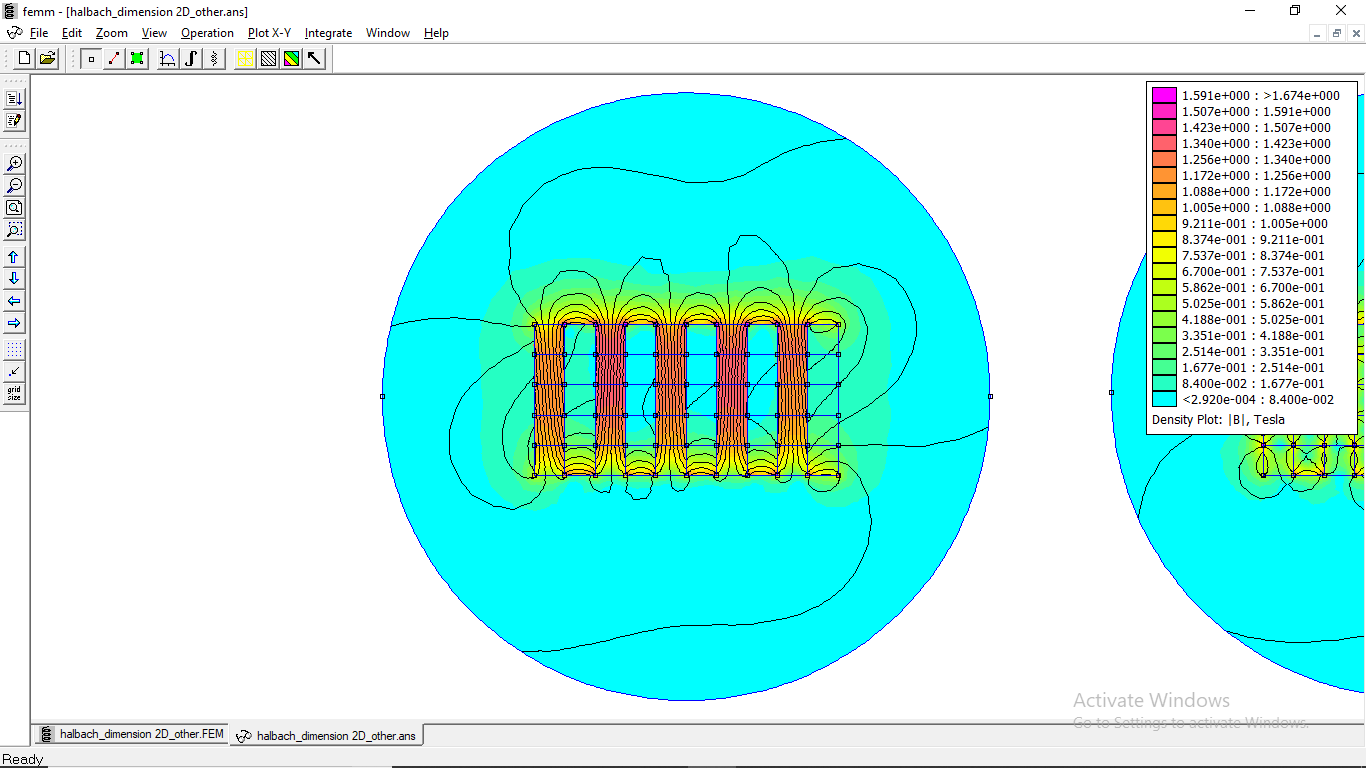 femm - [halbach_dimension 2D_other.ans]
File Edit Zoom View Operation Plot X-Y Integrate Window Help
1.591e+000 : >1.674e+000
1.507e+000 : 1.591e+000
1.423e+000 : 1.507e+000
1.340e+000 : 1.423e+000
1.256e+000 : 1.340e+000
1.172e+000 : 1.256e+000
1.088e+000 : 1.172e+000
1.005e+000 : 1.088e+000
9.211e-001 : 1.005e+000
8.374e-001 : 9.211e-001
7.537e-001 : 8.374e-001
6.700e-001 : 7.537e-001
5.862e-001 : 6.700e-001
5.025e-001 : 5.862e-001
4.188e-001 : 5.025e-001
3.351e-001 : 4.188e-001
2.514e-001 : 3.351e-001
1.677e-001 : 2.514e-001
8.400e-002 : 1.677e-001
<2.920e-004 : 8.400e-002
Density Plot: |B|, Tesla
grid
size
Activate Windows
Go to Settings to activate Windows.
halbach_dimension 2D_other.FEM
halbach_dimension 2D_other.ans
Ready